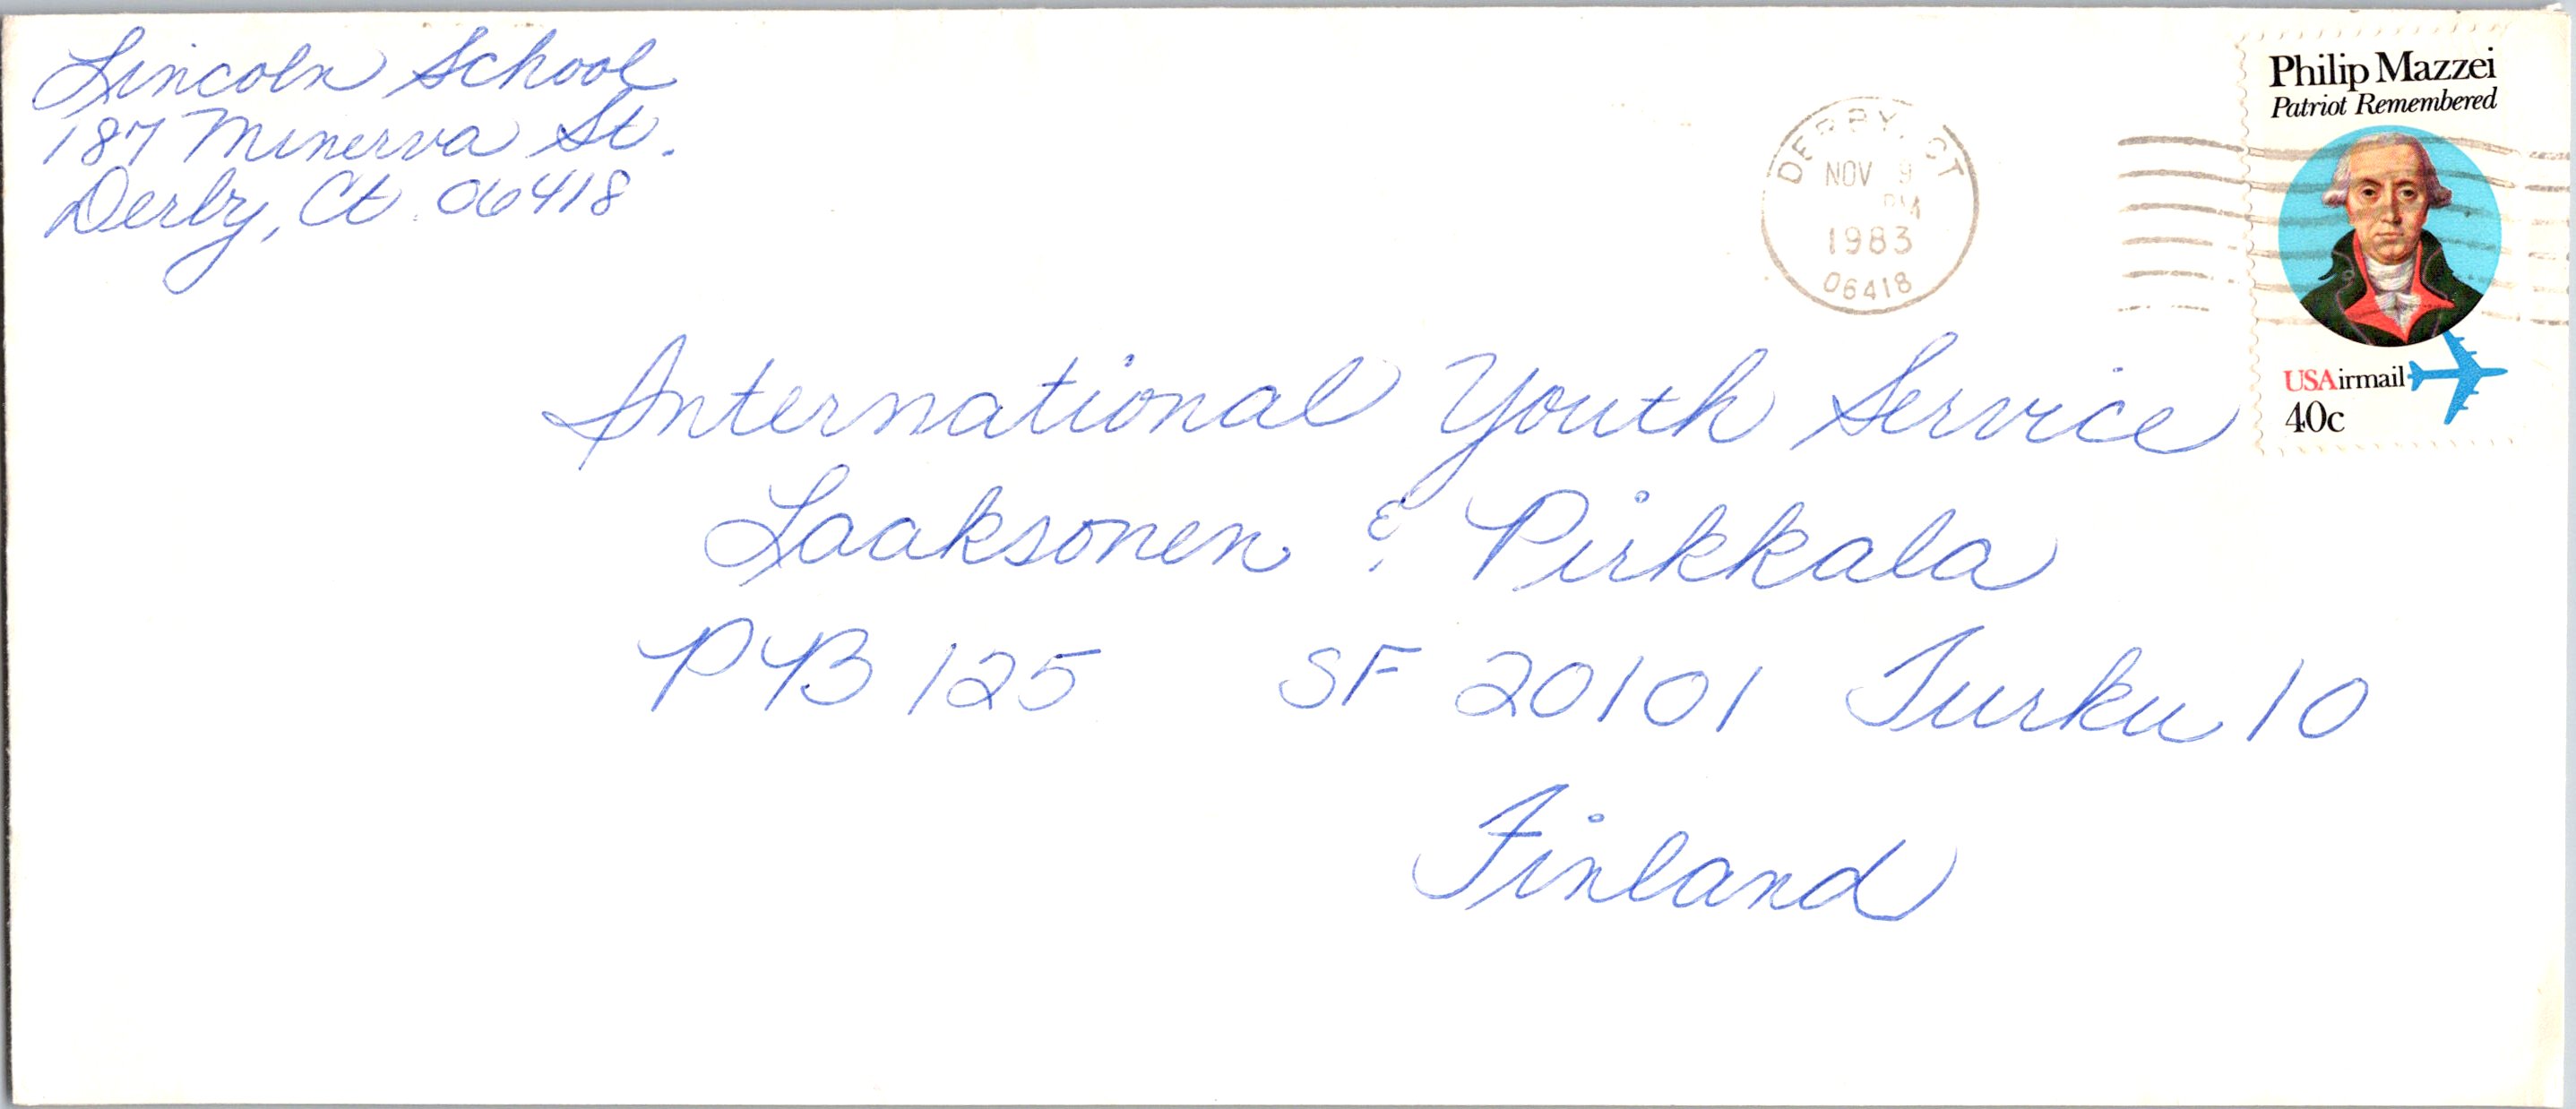 Lincoln School
187 Minerva St.
Derby, Ct. 06418
DERBY, CT
NOV 9
PM
1983
06418
Philip Mazzei
Patriot Remembered
USAirmail
40c
International Youth Service
Laaksonen & Pirkkala
PB 125 SF 20101 Turku 10
Finland